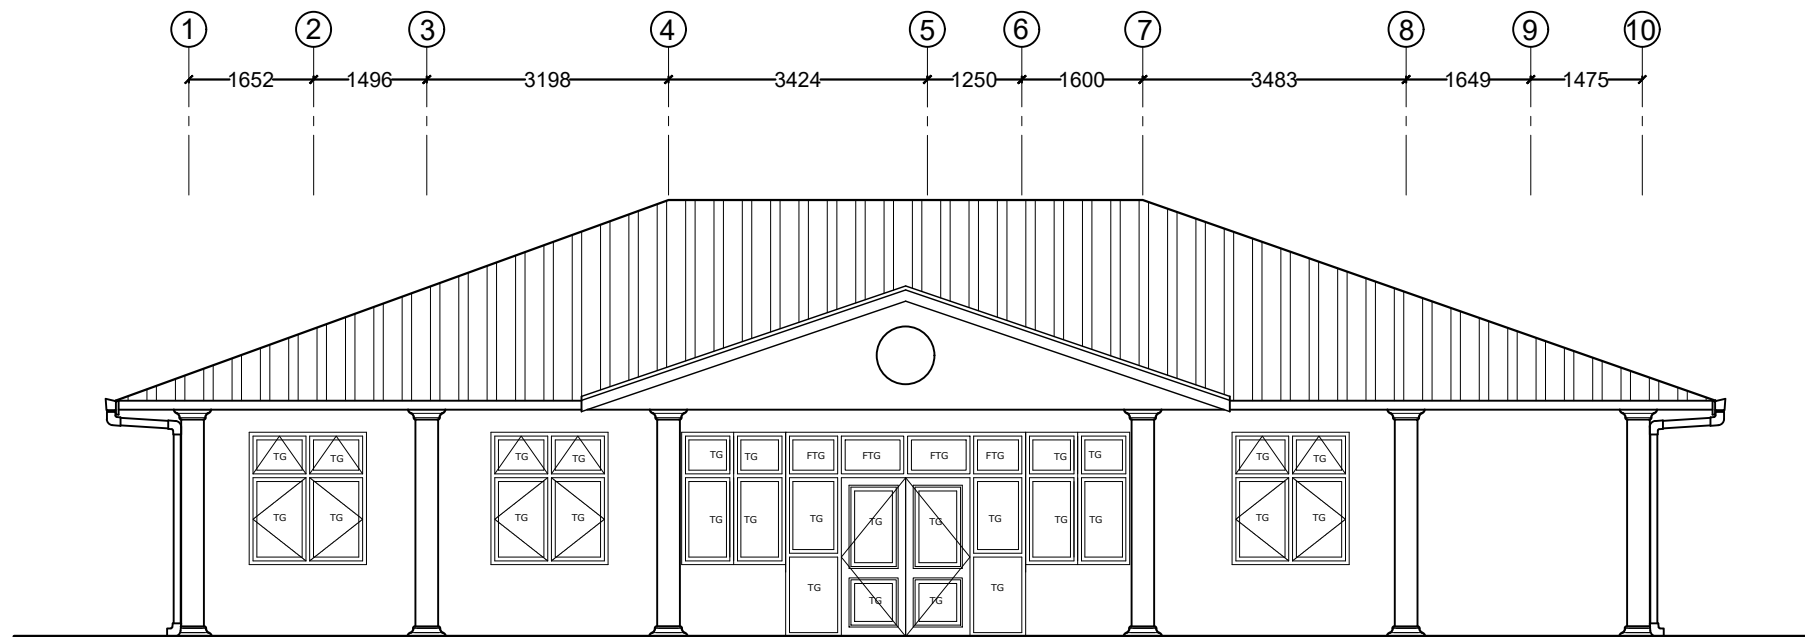 1 2 3 4 5 6 7 8 9 10
1652 1496 3198 3424 1250 1600 3483 1649 1475
TG TG TG TG TG TG FTG FTG FTG FTG TG TG TG TG
TG TG TG TG TG TG TG TG TG TG TG TG TG TG
TG TG TG TG